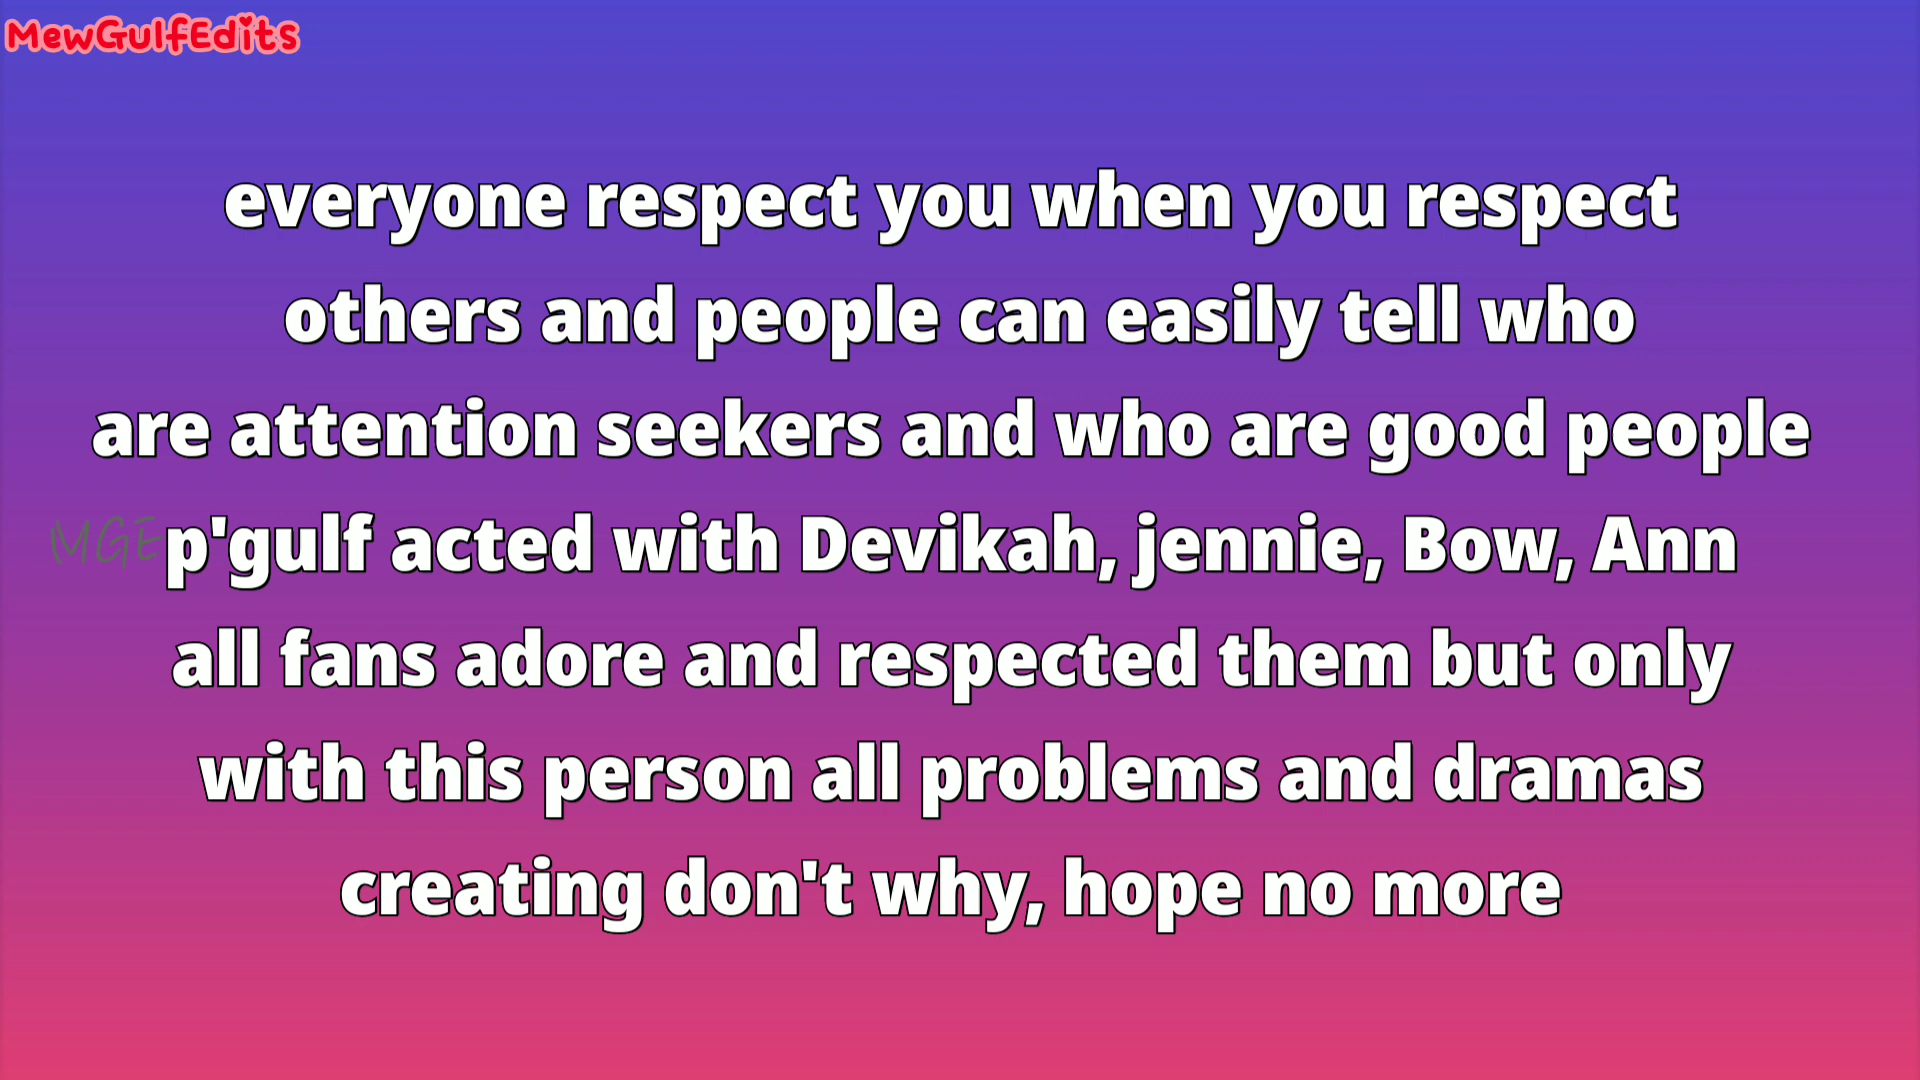 MewGulfEdits
everyone respect you when you respect
others and people can easily tell who
are attention seekers and who are good people
MGE
p'gulf acted with Devikah, jennie, Bow, Ann
all fans adore and respected them but only
with this person all problems and dramas
creating don't why, hope no more